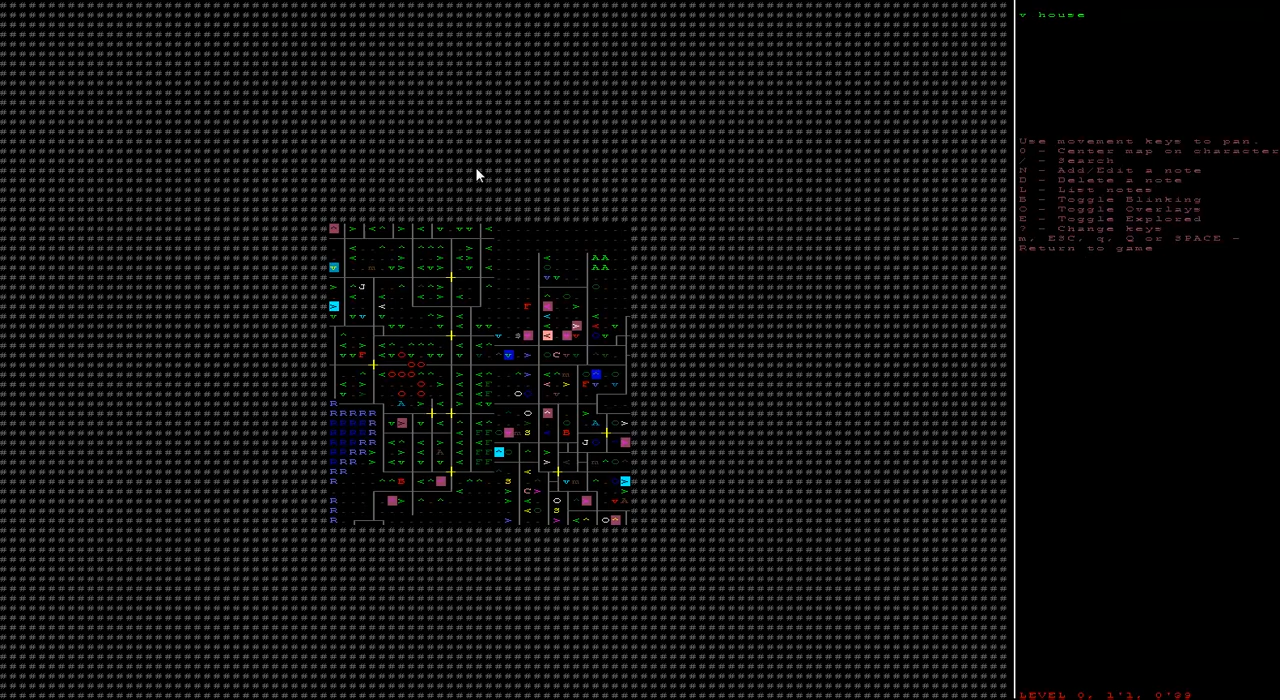 v house
Use movement keys to pan.
0 - Center map on character
/ - Search
N - Add/Edit a note
D - Delete a note
L - List notes
B - Toggle Blinking
O - Toggle Overlays
E - Toggle Explored
? - Change keys
m, ESC, q, Q or SPACE -
Return to game
LEVEL 0, 1'1, 0'39